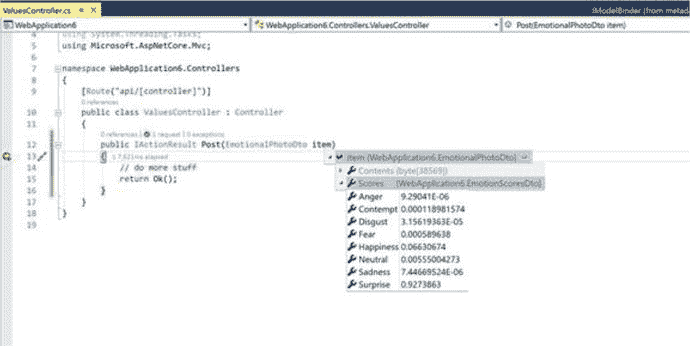 ValuesController.cs
IModelBinder [from metad
WebApplication6
WebApplication6.Controllers.ValueController
Post(EmotionalPhotoDto item)
4 using System.Threading.Tasks;
5 using Microsoft.AspNetCore.Mvc;
6
7 namespace WebApplication6.Controllers
8 {
9 [Route("api/[controller]")]
0 references
10 public class ValuesController : Controller
11 {
0 references | 1 request | 0 exceptions
12 public IActionResult Post(EmotionalPhotoDto item)
13 { ≤ 7,621ms elapsed
14 // do more stuff
15 return Ok();
16 }
17 }
18 }
19
item {WebApplication6.EmotionalPhotoDto}
Contents {byte[38569]}
Scores {WebApplication6.EmotionScoresDto}
Anger 9.29041E-06
Contempt 0.000118981574
Disgust 3.15619363E-05
Fear 0.000589638
Happiness 0.06630674
Neutral 0.00555004273
Sadness 7.44669524E-06
Surprise 0.9273863